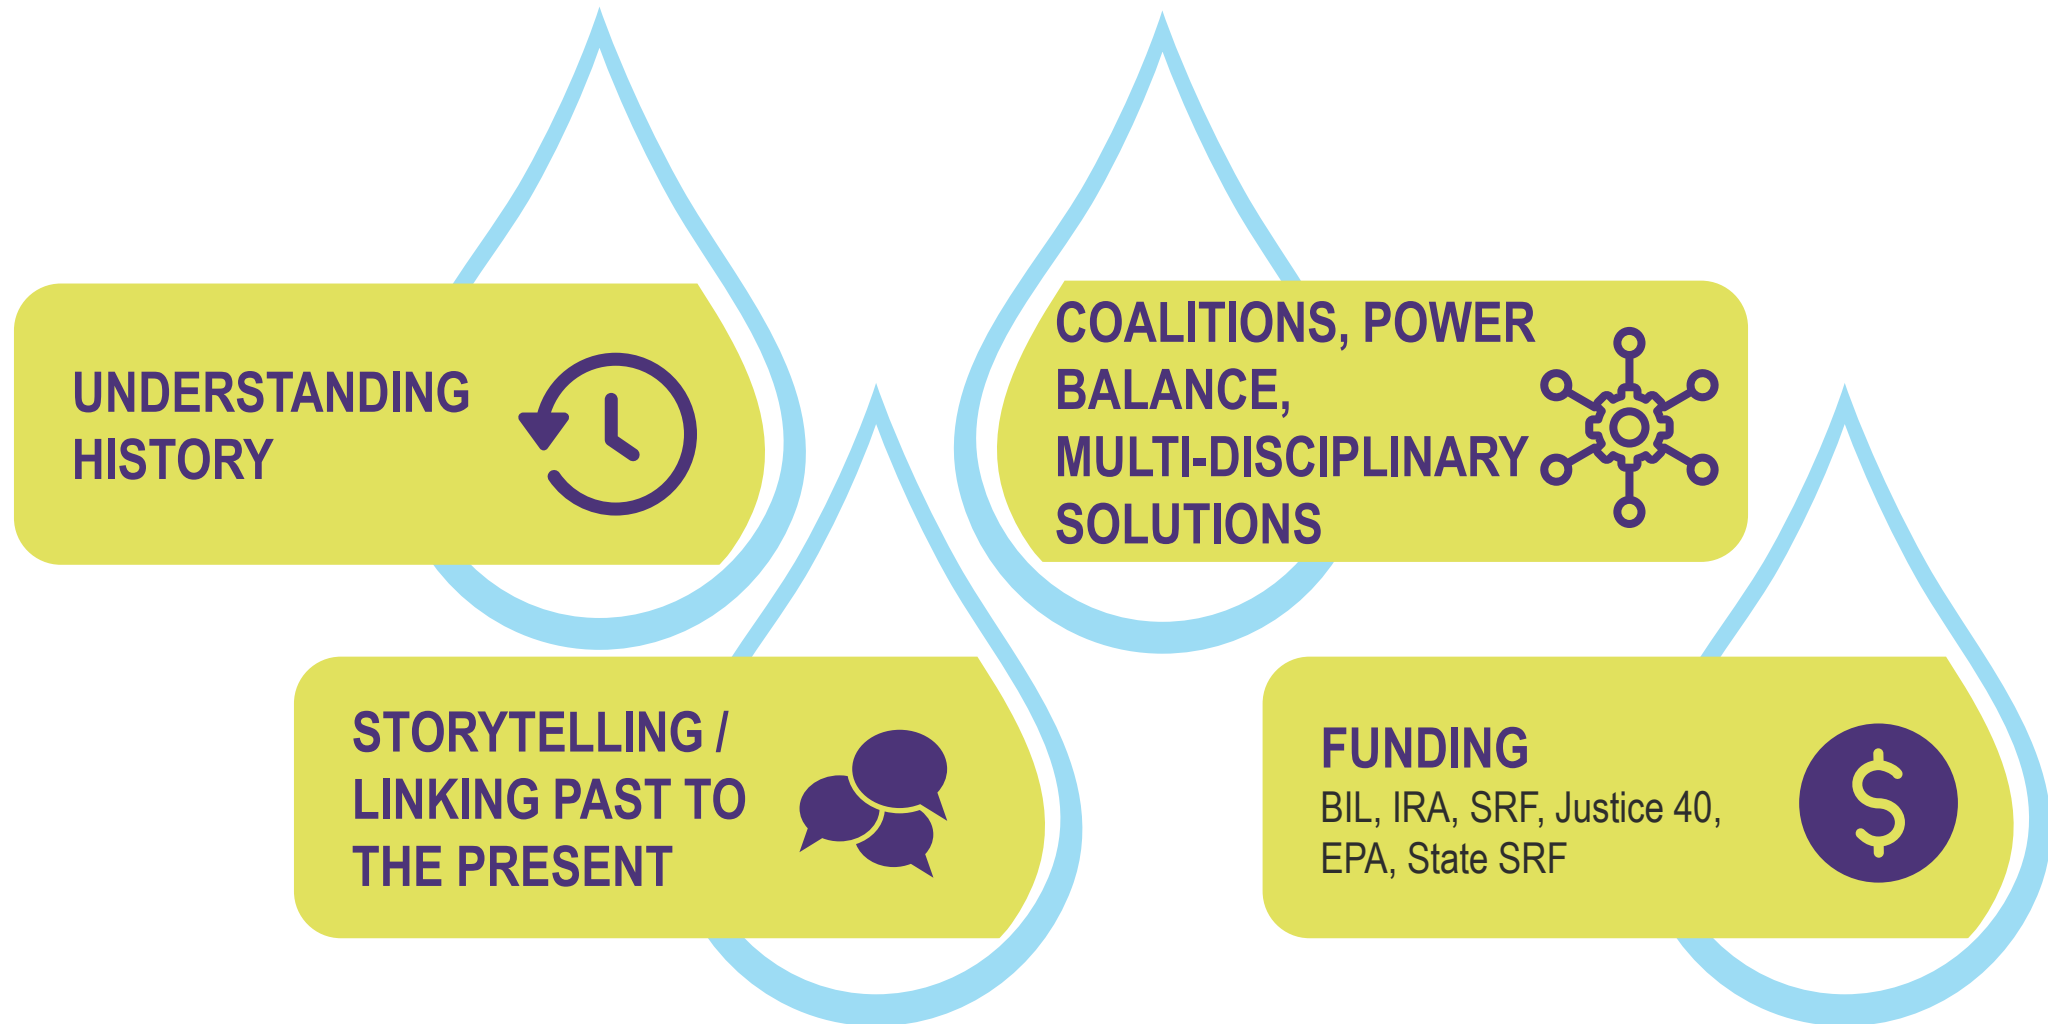 UNDERSTANDING
HISTORY
COALITIONS, POWER
BALANCE,
MULTI-DISCIPLINARY
SOLUTIONS
STORYTELLING /
LINKING PAST TO
THE PRESENT
FUNDING
BIL, IRA, SRF, Justice 40,
EPA, State SRF
$